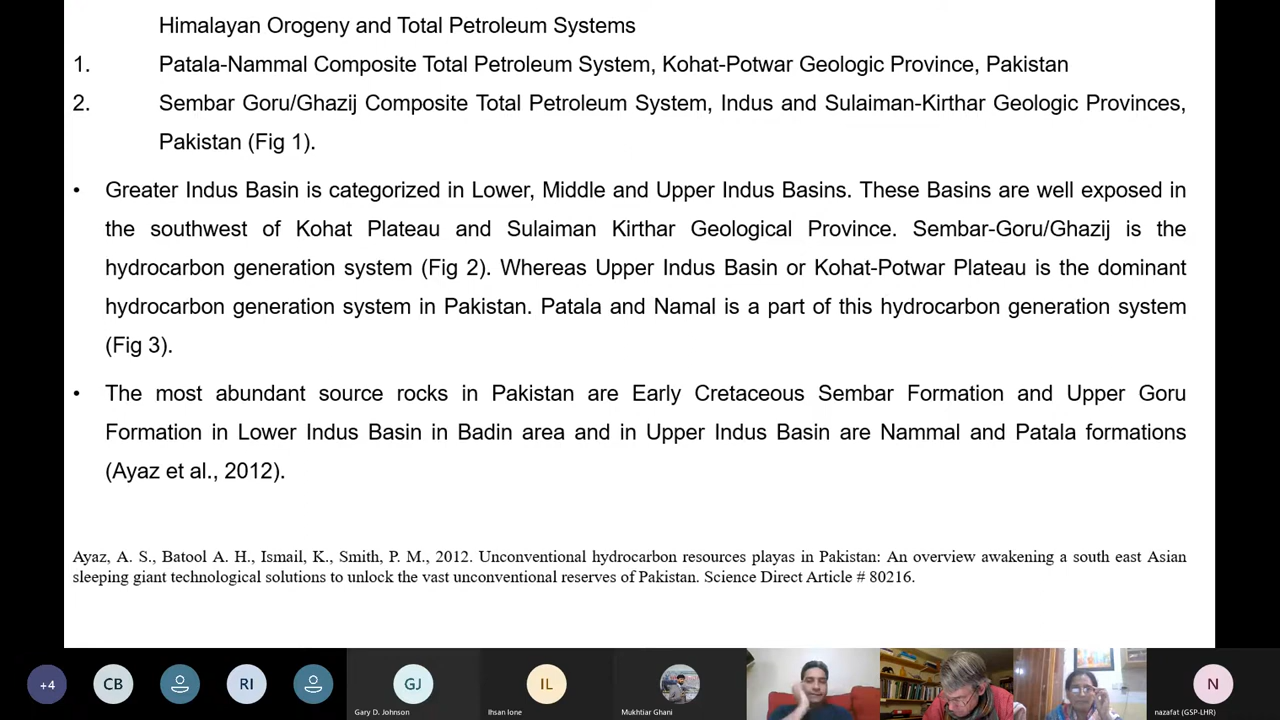 Himalayan Orogeny and Total Petroleum Systems
1. Patala-Nammal Composite Total Petroleum System, Kohat-Potwar Geologic Province, Pakistan
2. Sembar Goru/Ghazij Composite Total Petroleum System, Indus and Sulaiman-Kirthar Geologic Provinces,
Pakistan (Fig 1).
• Greater Indus Basin is categorized in Lower, Middle and Upper Indus Basins. These Basins are well exposed in
the southwest of Kohat Plateau and Sulaiman Kirthar Geological Province. Sembar-Goru/Ghazij is the
hydrocarbon generation system (Fig 2). Whereas Upper Indus Basin or Kohat-Potwar Plateau is the dominant
hydrocarbon generation system in Pakistan. Patala and Namal is a part of this hydrocarbon generation system
(Fig 3).
• The most abundant source rocks in Pakistan are Early Cretaceous Sembar Formation and Upper Goru
Formation in Lower Indus Basin in Badin area and in Upper Indus Basin are Nammal and Patala formations
(Ayaz et al., 2012).
Ayaz, A. S., Batool A. H., Ismail, K., Smith, P. M., 2012. Unconventional hydrocarbon resources playas in Pakistan: An overview awakening a south east Asian
sleeping giant technological solutions to unlock the vast unconventional reserves of Pakistan. Science Direct Article # 80216.
+4 CB RI GJ IL N
Gary D. Johnson Ihsan Ione Mukhtiar Ghani nazafat (GSP-LHR)